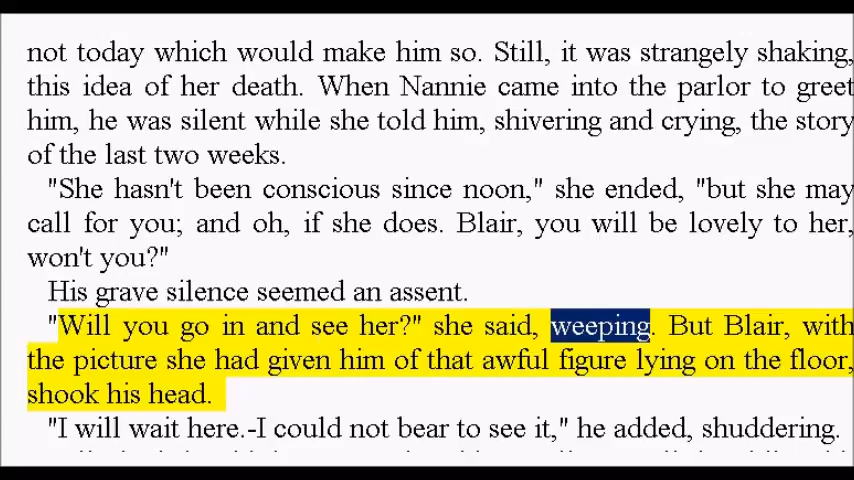 not today which would make him so. Still, it was strangely shaking,
this idea of her death. When Nannie came into the parlor to greet
him, he was silent while she told him, shivering and crying, the story
of the last two weeks.
"She hasn't been conscious since noon," she ended, "but she may
call for you; and oh, if she does. Blair, you will be lovely to her,
won't you?"
His grave silence seemed an assent.
"Will you go in and see her?" she said, weeping. But Blair, with
the picture she had given him of that awful figure lying on the floor,
shook his head.
"I will wait here.-I could not bear to see it," he added, shuddering.